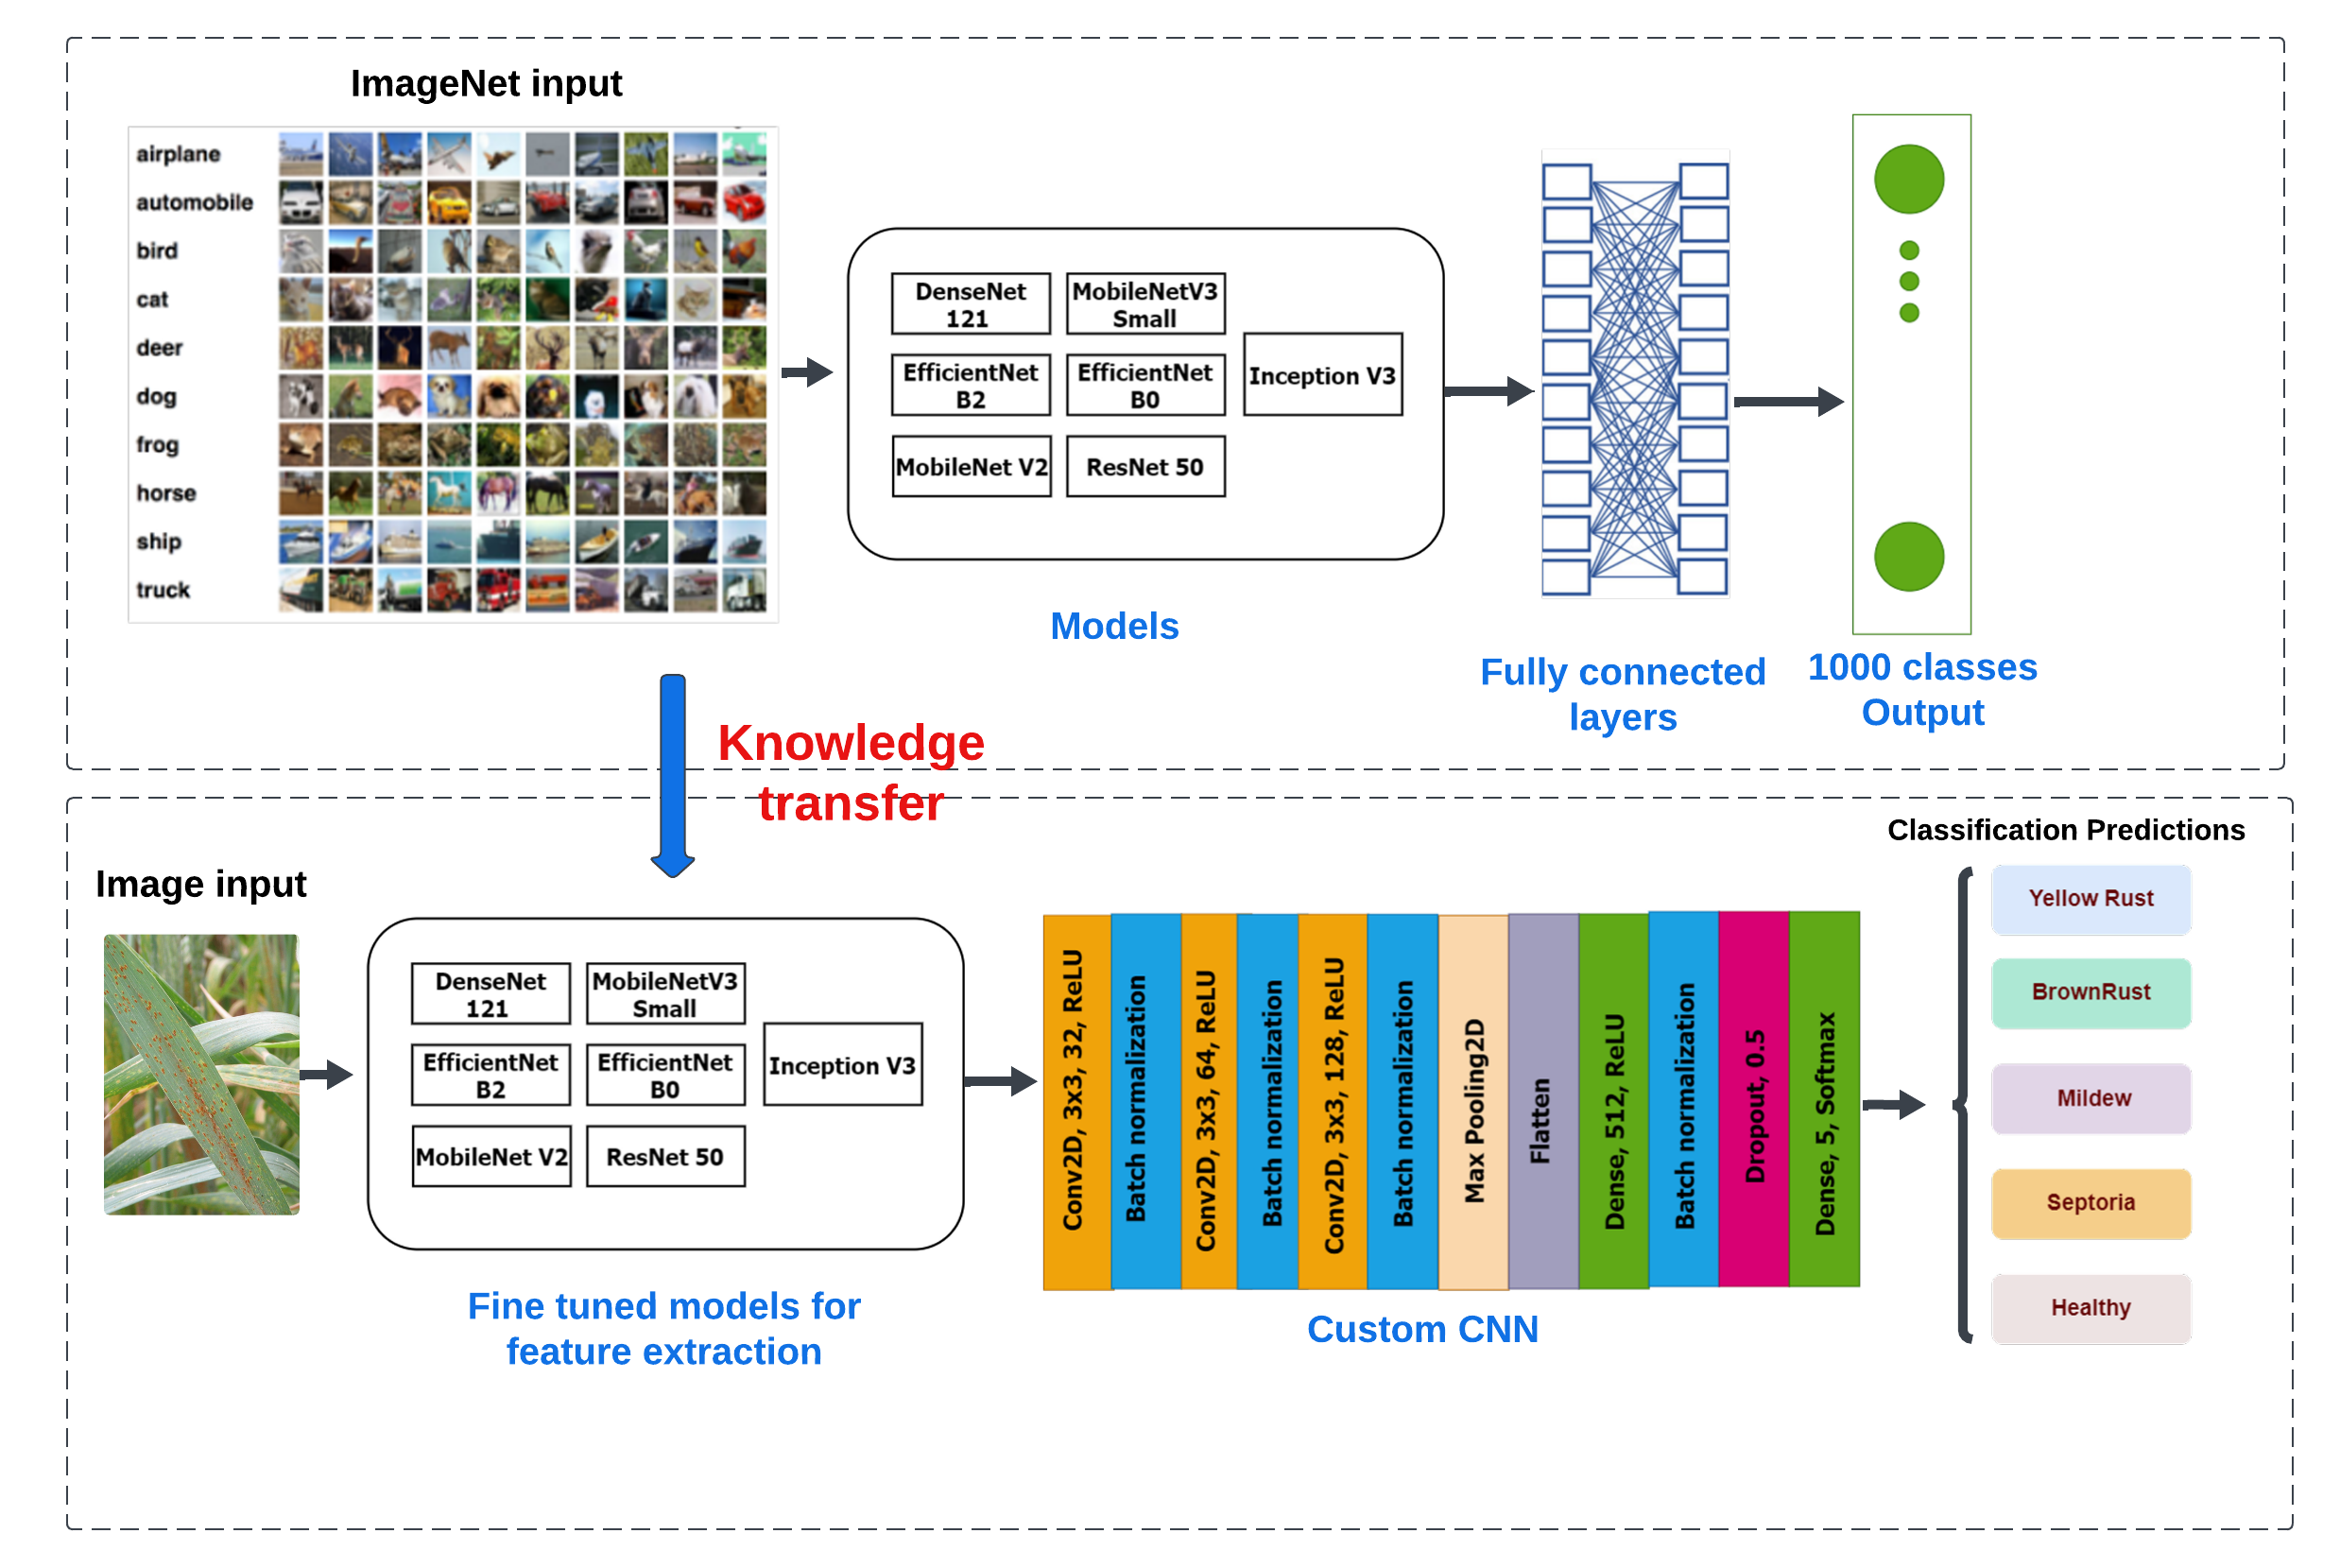 ImageNet input
airplane
automobile
bird
cat
deer
dog
frog
horse
ship
truck
DenseNet
121
MobileNetV3
Small
EfficientNet
B2
EfficientNet
B0
Inception V3
MobileNet V2
ResNet 50
Models
Fully connected
layers
1000 classes
Output
Knowledge
transfer
Image input
DenseNet
121
MobileNetV3
Small
EfficientNet
B2
EfficientNet
B0
Inception V3
MobileNet V2
ResNet 50
Fine tuned models for
feature extraction
Conv2D, 3x3, 32, ReLU
Batch normalization
Conv2D, 3x3, 64, ReLU
Batch normalization
Conv2D, 3x3, 128, ReLU
Batch normalization
Max Pooling2D
Flatten
Dense, 512, ReLU
Batch normalization
Dropout, 0.5
Dense, 5, Softmax
Custom CNN
Classification Predictions
Yellow Rust
BrownRust
Mildew
Septoria
Healthy